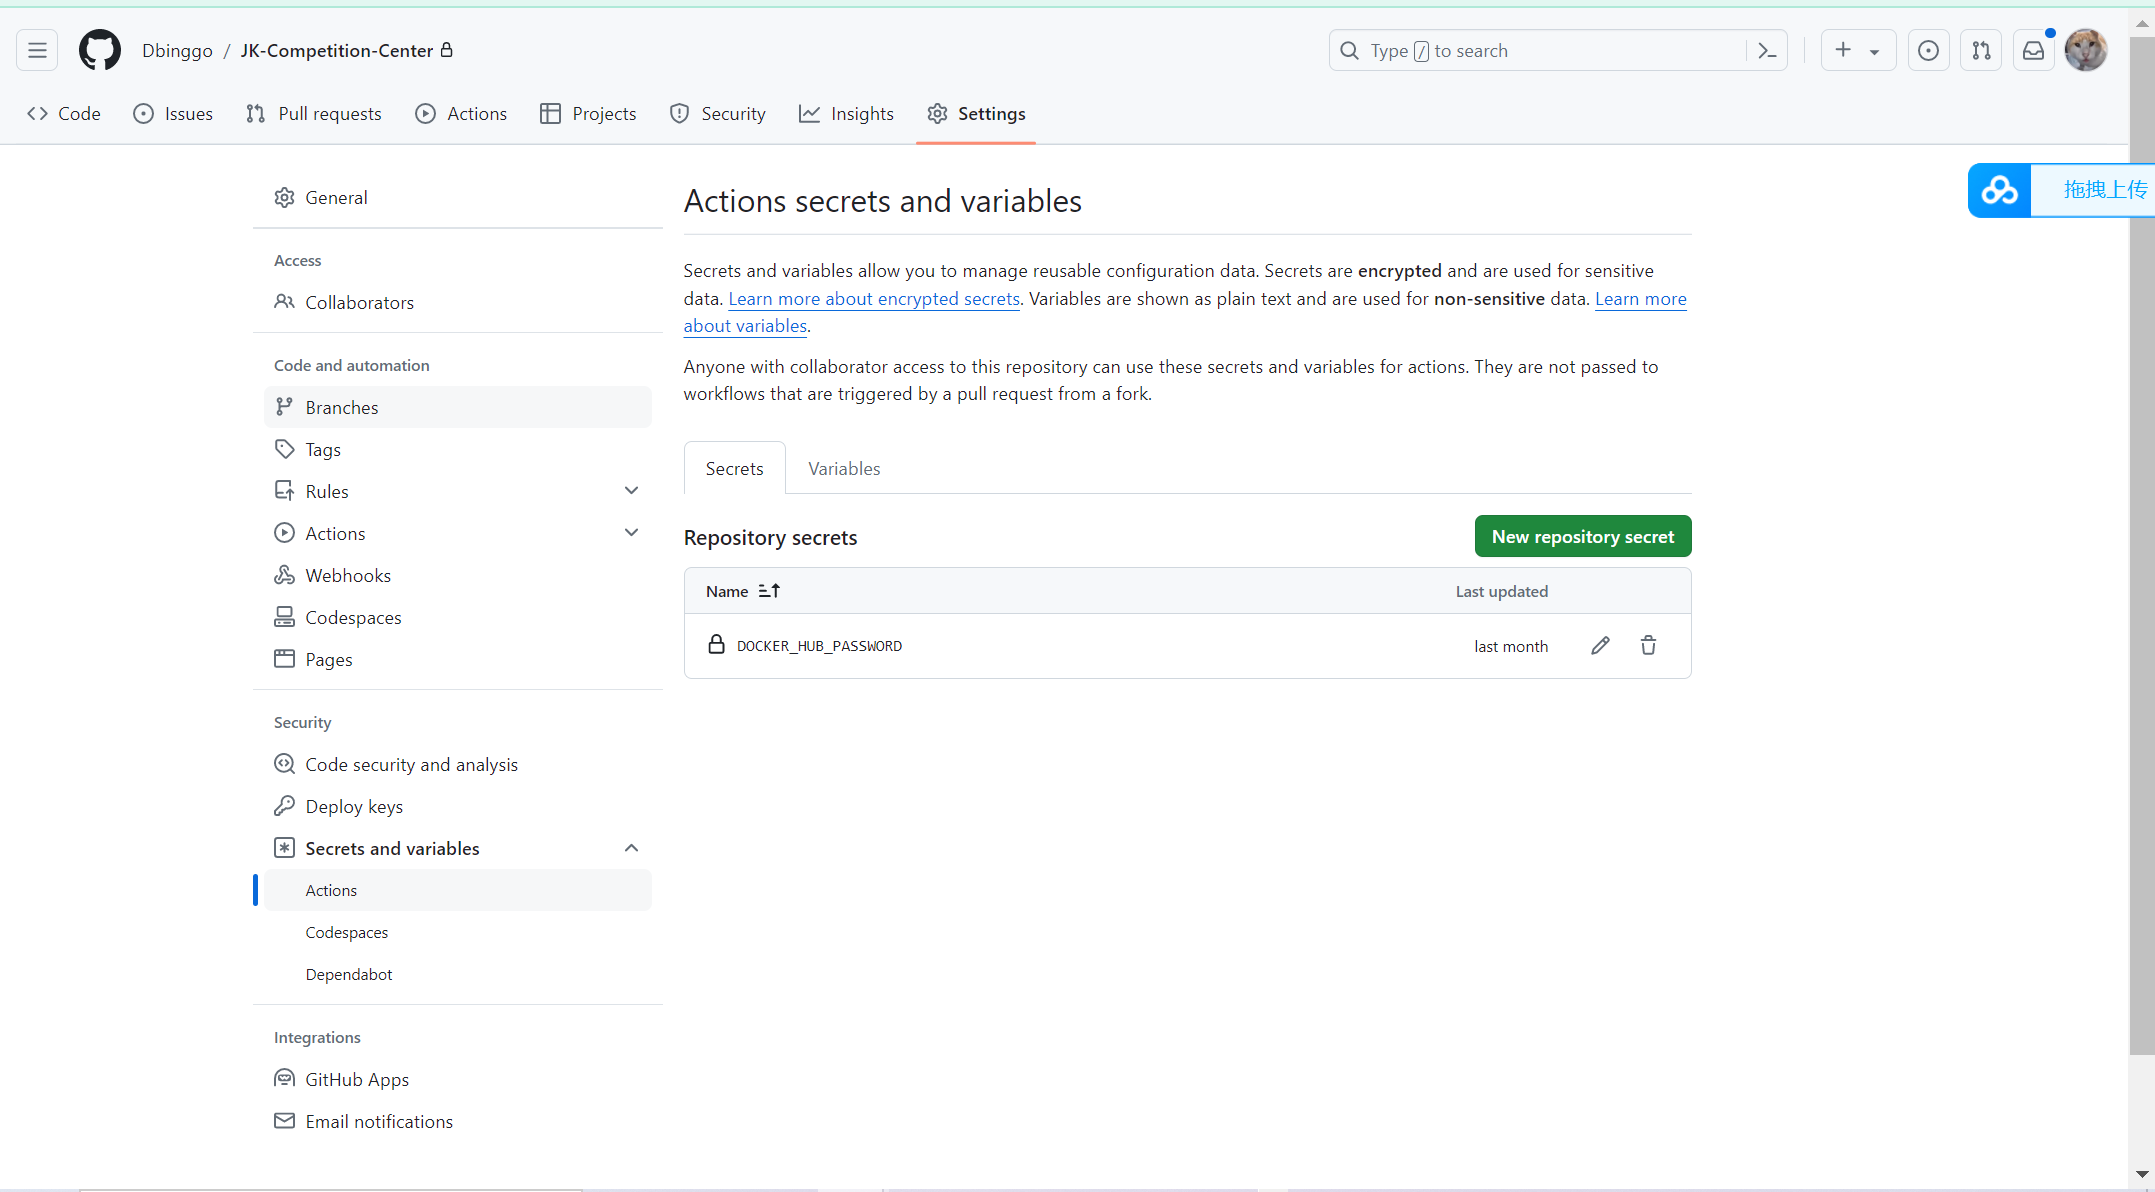 Dbinggo / JK-Competition-Center
Type / to search
Code
Issues
Pull requests
Actions
Projects
Security
Insights
Settings
拖拽上传
General
Access
Collaborators
Code and automation
Branches
Tags
Rules
Actions
Webhooks
Codespaces
Pages
Security
Code security and analysis
Deploy keys
Secrets and variables
Actions
Codespaces
Dependabot
Integrations
GitHub Apps
Email notifications
Actions secrets and variables
Secrets and variables allow you to manage reusable configuration data. Secrets are encrypted and are used for sensitive
data. Learn more about encrypted secrets. Variables are shown as plain text and are used for non-sensitive data. Learn more
about variables.
Anyone with collaborator access to this repository can use these secrets and variables for actions. They are not passed to
workflows that are triggered by a pull request from a fork.
Secrets
Variables
Repository secrets
New repository secret
Name
Last updated
DOCKER_HUB_PASSWORD
last month